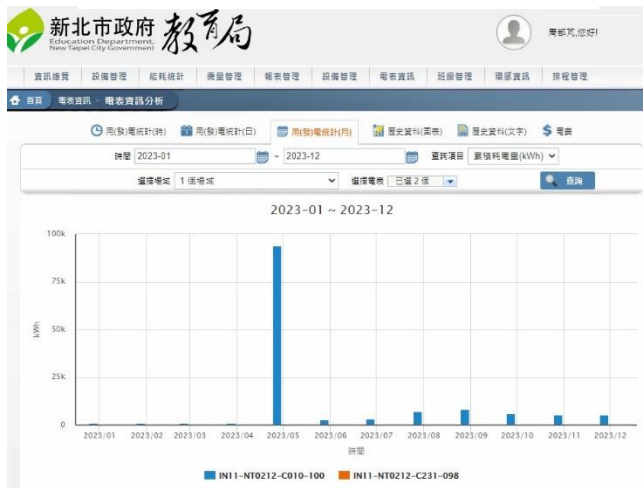 新北市政府 教育局
Education Department,
New Taipei City Government
您好!
資訊總覽 設備管理 能耗統計 需量管理 報表管理 設備管理 電表資訊 班級管理 環感資訊 排程管理
首頁 電表資訊 電表資訊分析
用(發)電統計(時) 用(發)電統計(日) 用(發)電統計(月) 歷史資料(圖表) 歷史資料(文字) 電費
時間 2023-01 ~ 2023-12 查詢項目 累積耗電量(kWh)
選擇場域 1 個場域 選擇電表 已選 2 個 查詢
2023-01 ~ 2023-12
100k
75k
50k
25k
0
kWh
2023/01 2023/02 2023/03 2023/04 2023/05 2023/06 2023/07 2023/08 2023/09 2023/10 2023/11 2023/12
時間
IN11-NT0212-C010-100 IN11-NT0212-C231-098